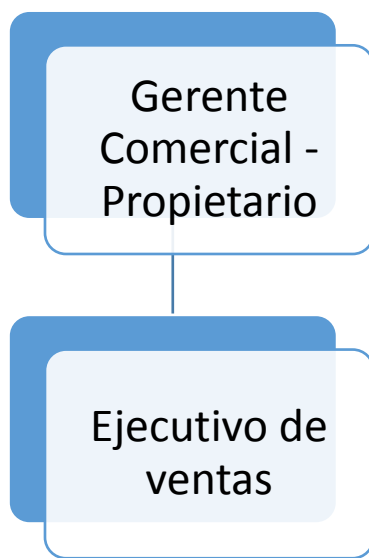 Gerente
Comercial -
Propietario
Ejecutivo de
ventas